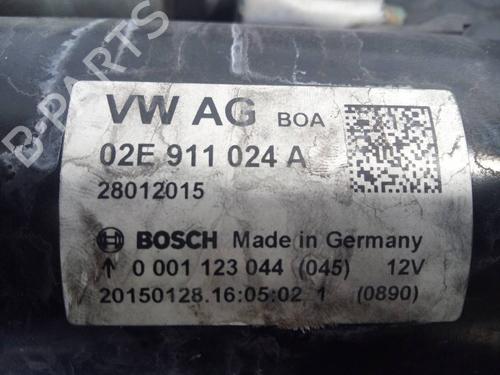 B-PARTS
VW AG BOA
02E 911 024 A
28012015
BOSCH Made in Germany
↑ 0 001 123 044 (045) 12V
20150128.16:05:02 1 (0890)